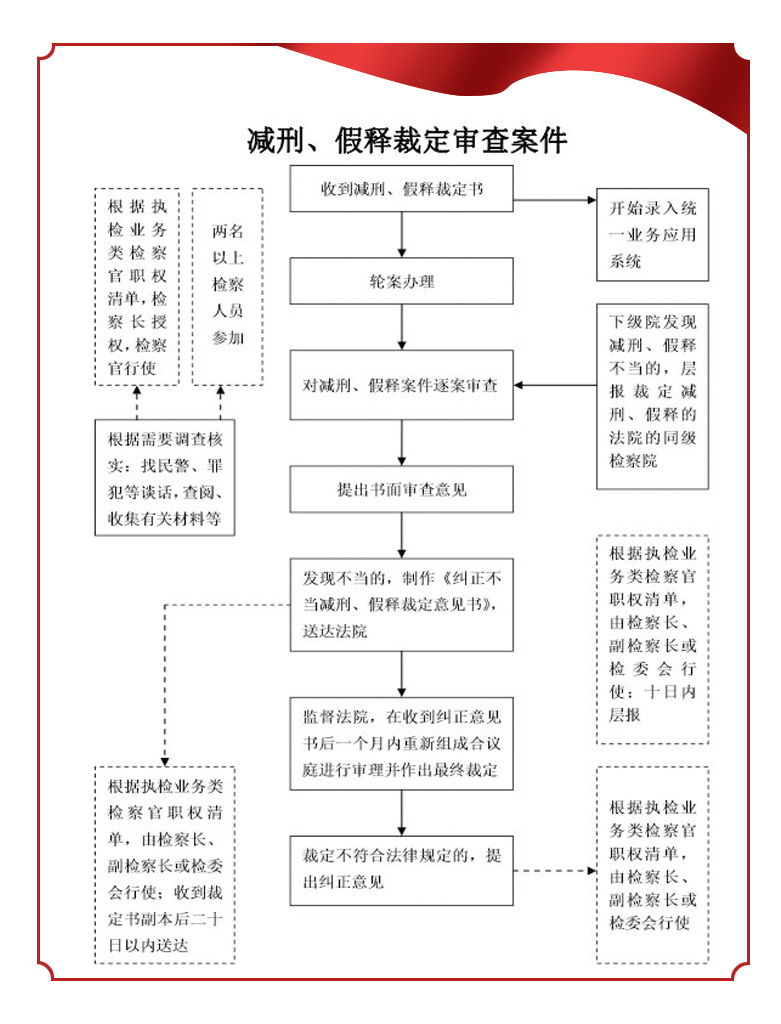 减刑、假释裁定审查案件
收到减刑、假释裁定书
开始录入统
一业务应用
系统
根据执
检业务
类检察
官职权
清单,检
察长授
权,检察
官行使
两名
以上
检察
人员
参加
轮案办理
下级院发现
减刑、假释
不当的,层
报裁定减
刑、假释的
法院的同级
检察院
对减刑、假释案件逐案审查
根据需要调查核
实:找民警、罪
犯等谈话,查阅、
收集有关材料等
提出书面审查意见
发现不当的,制作《纠正不
当减刑、假释裁定意见书》,
送达法院
根据执检业
务类检察官
职权清单,
由检察长、
副检察长或
检委会行
使;十日内
层报
监督法院,在收到纠正意见
书后一个月内重新组成合议
庭进行审理并作出最终裁定
根据执检业务类
检察官职权清
单,由检察长、
副检察长或检委
会行使;收到裁
定书副本后二十
日以内送达
裁定不符合法律规定的,提
出纠正意见
根据执检业
务类检察官
职权清单,
由检察长、
副检察长或
检委会行使